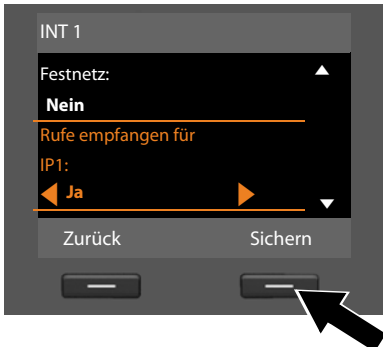 INT 1
Festnetz:
Nein
Rufe empfangen für
IP1:
Ja
Zurück Sichern